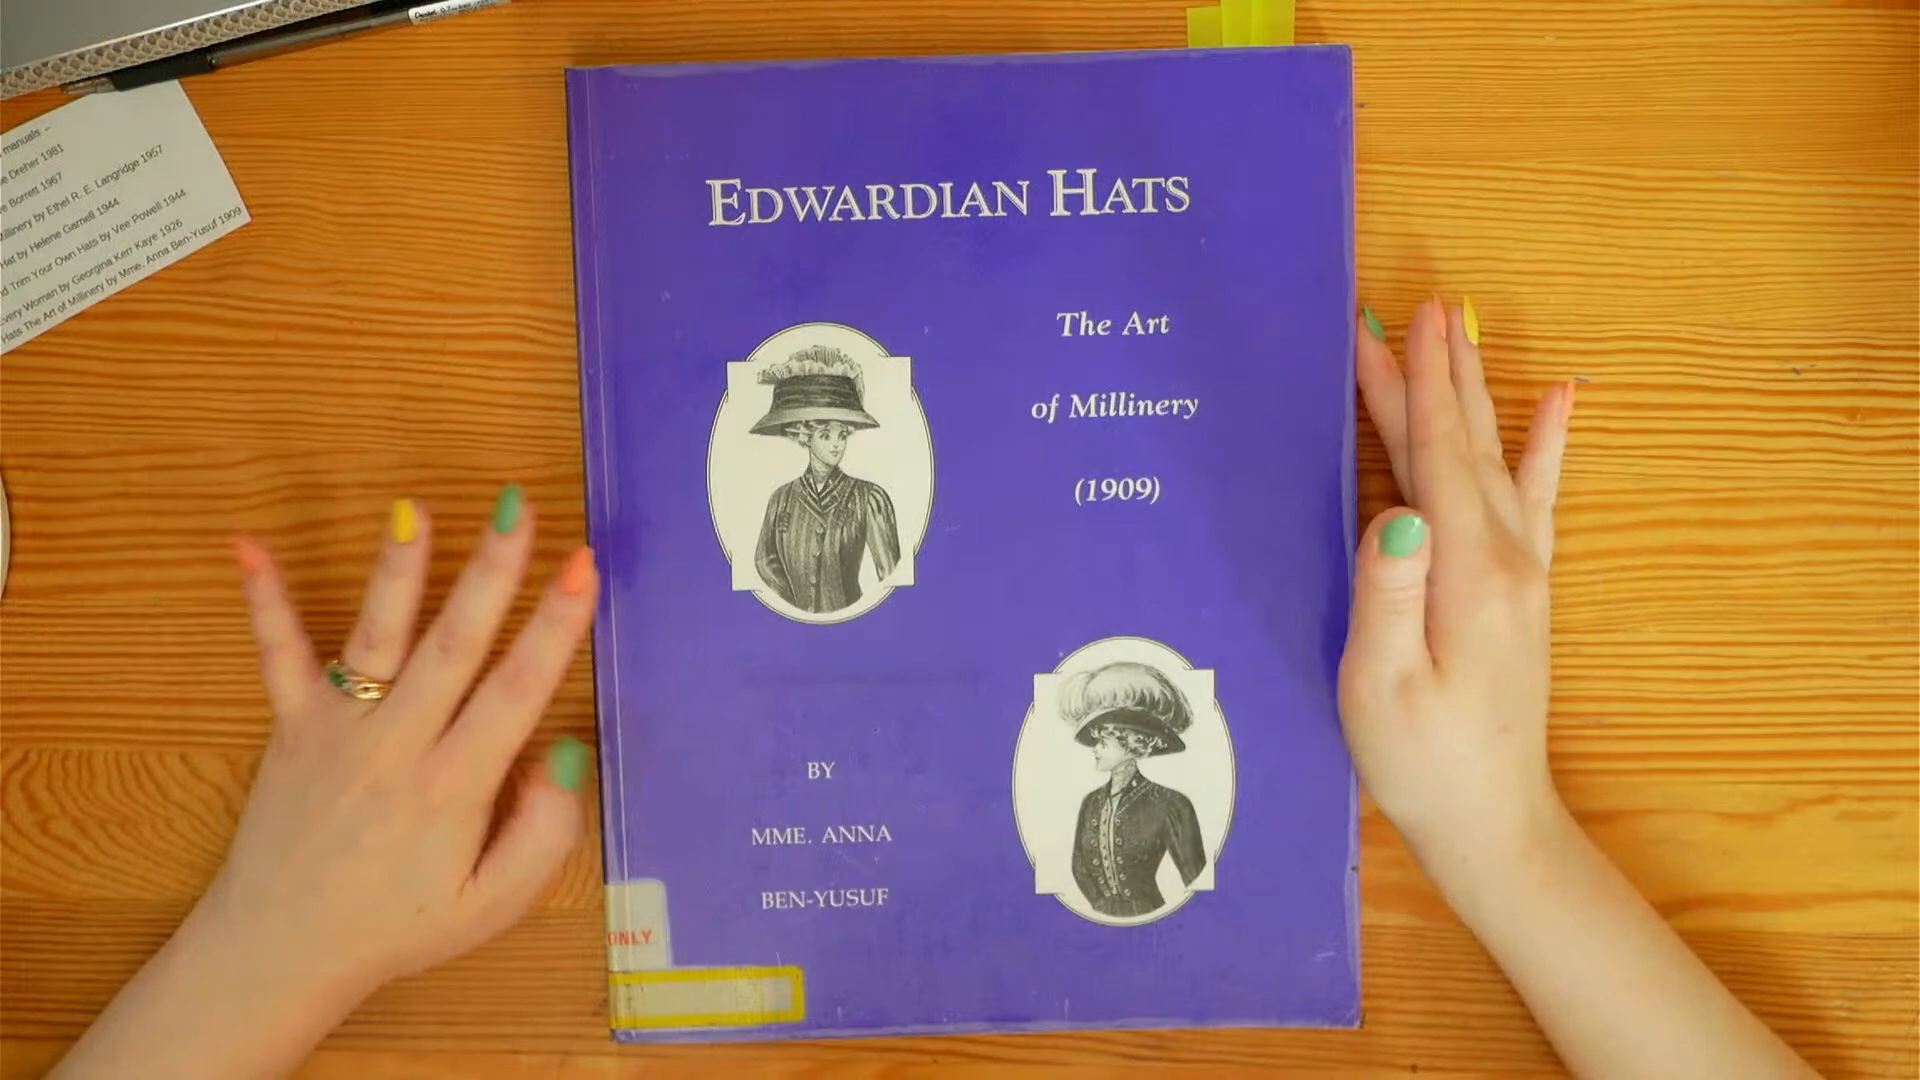 Pentel
manuals -
Dreher 1981
Borrett 1967
Millinery by Ethel R. E. Langridge 1957
Hat by Helene Garnell 1944
Trim Your Own Hats by Vee Powell 1944
Every Woman by Georgina Kerr Kaye 1926
Hats The Art of Millinery by Mme. Anna Ben-Yusuf 1909
EDWARDIAN HATS
The Art
of Millinery
(1909)
BY
MME. ANNA
BEN-YUSUF
ONLY